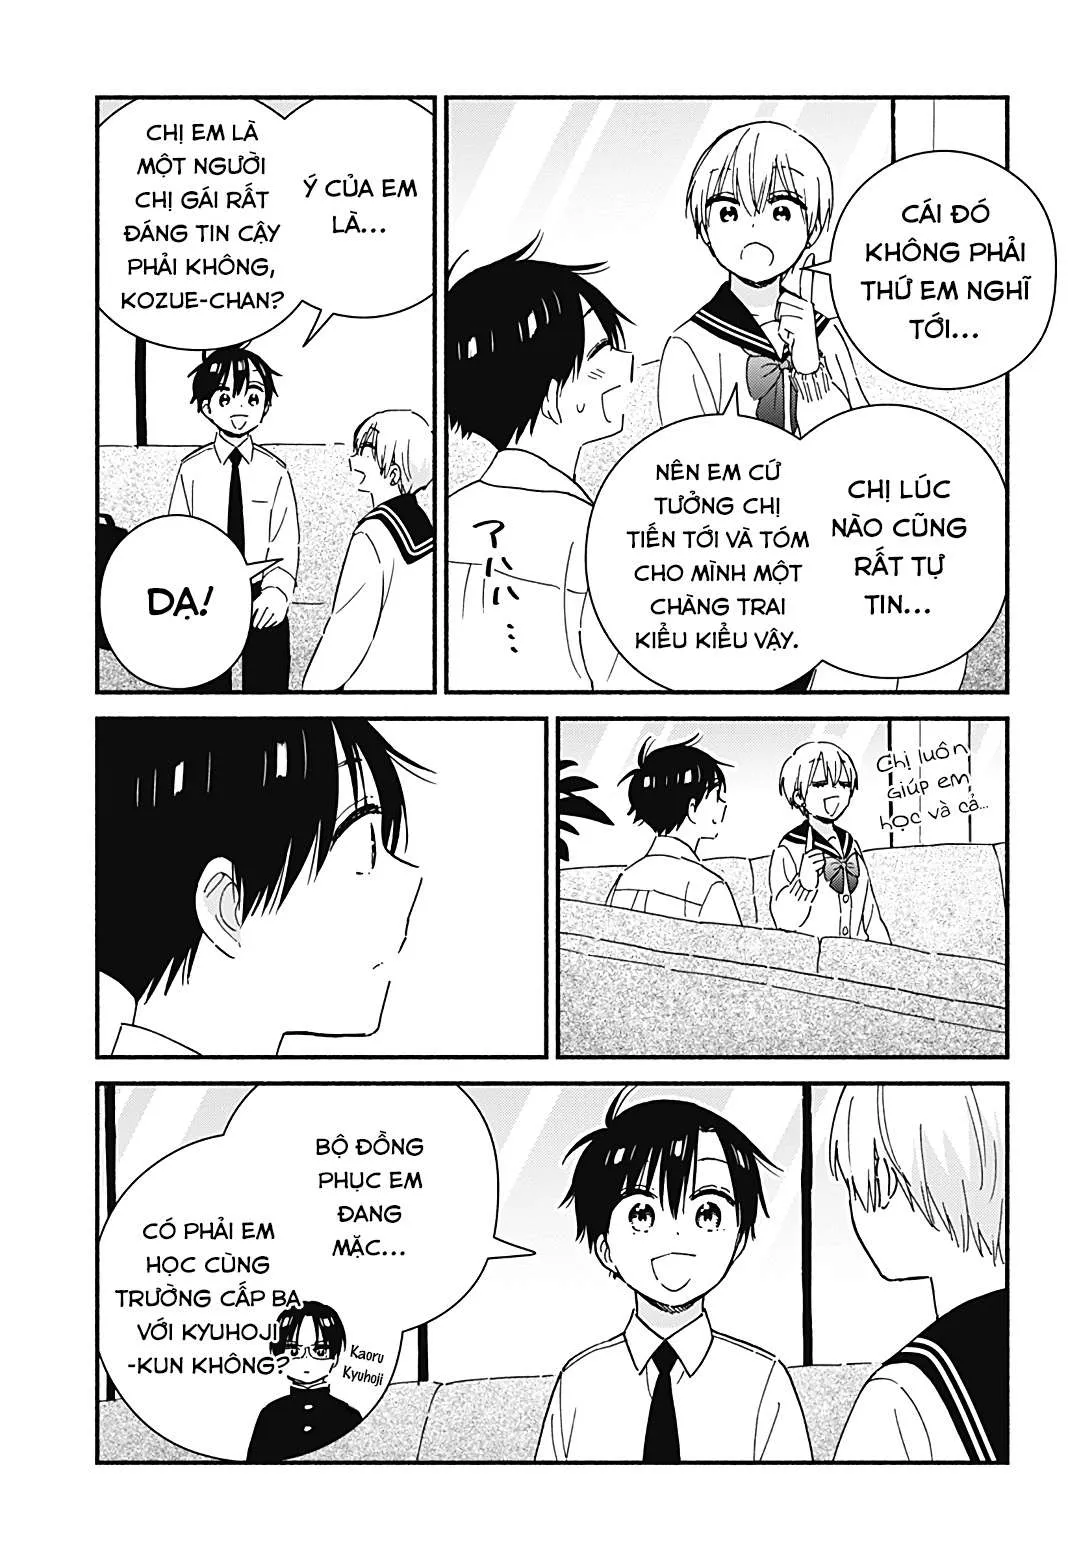 CÁI ĐÓ
KHÔNG PHẢI
THỨ EM NGHĨ
TỚI...
CHỊ LÚC
NÀO CŨNG
RẤT TỰ
TIN...
NÊN EM CỨ
TƯỞNG CHỊ
TIẾN TỚI VÀ TÓM
CHO MÌNH MỘT
CHÀNG TRAI
KIỂU KIỂU VẬY.
アハハ...
Ý CỦA EM
LÀ...
CHỊ EM LÀ
MỘT NGƯỜI
CHỊ GÁI RẤT
ĐÁNG TIN CẬY
PHẢI KHÔNG,
KOZUE-CHAN?
DẠ!
Chị luôn
giúp em
học và cả...
BỘ ĐỒNG
PHỤC EM
ĐANG
MẶC...
CÓ PHẢI EM
HỌC CÙNG
TRƯỜNG CẤP BA
VỚI KYUHOJI
-KUN KHÔNG?
Kaoru
Kyuhoji